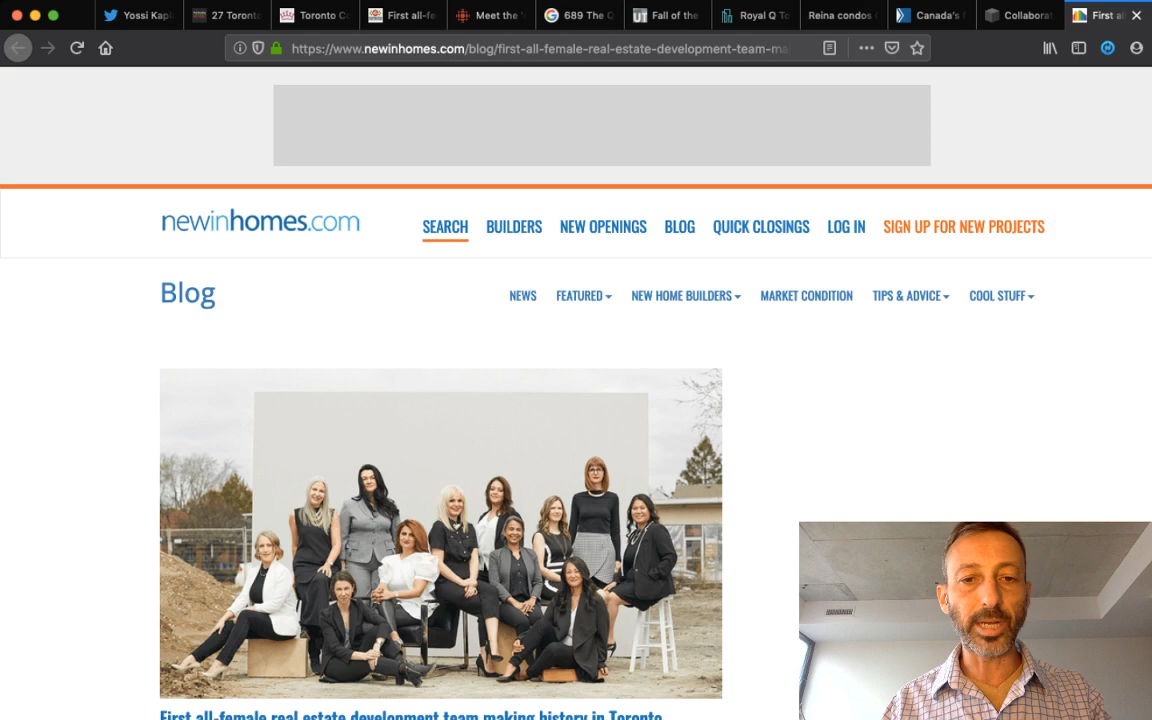 Yossi Kapl
27 Toront
Toronto C
First all-fe
Meet the
689 The Q
Fall of the
Royal Q To
Reina condos
Canada's
Collaborat
First al
https://www.newinhomes.com/blog/first-all-female-real-estate-development-team-ma
newinhomes.com
SEARCH
BUILDERS
NEW OPENINGS
BLOG
QUICK CLOSINGS
LOG IN
SIGN UP FOR NEW PROJECTS
Blog
NEWS
FEATURED
NEW HOME BUILDERS
MARKET CONDITION
TIPS & ADVICE
COOL STUFF
First all-female real estate development team making history in Toronto